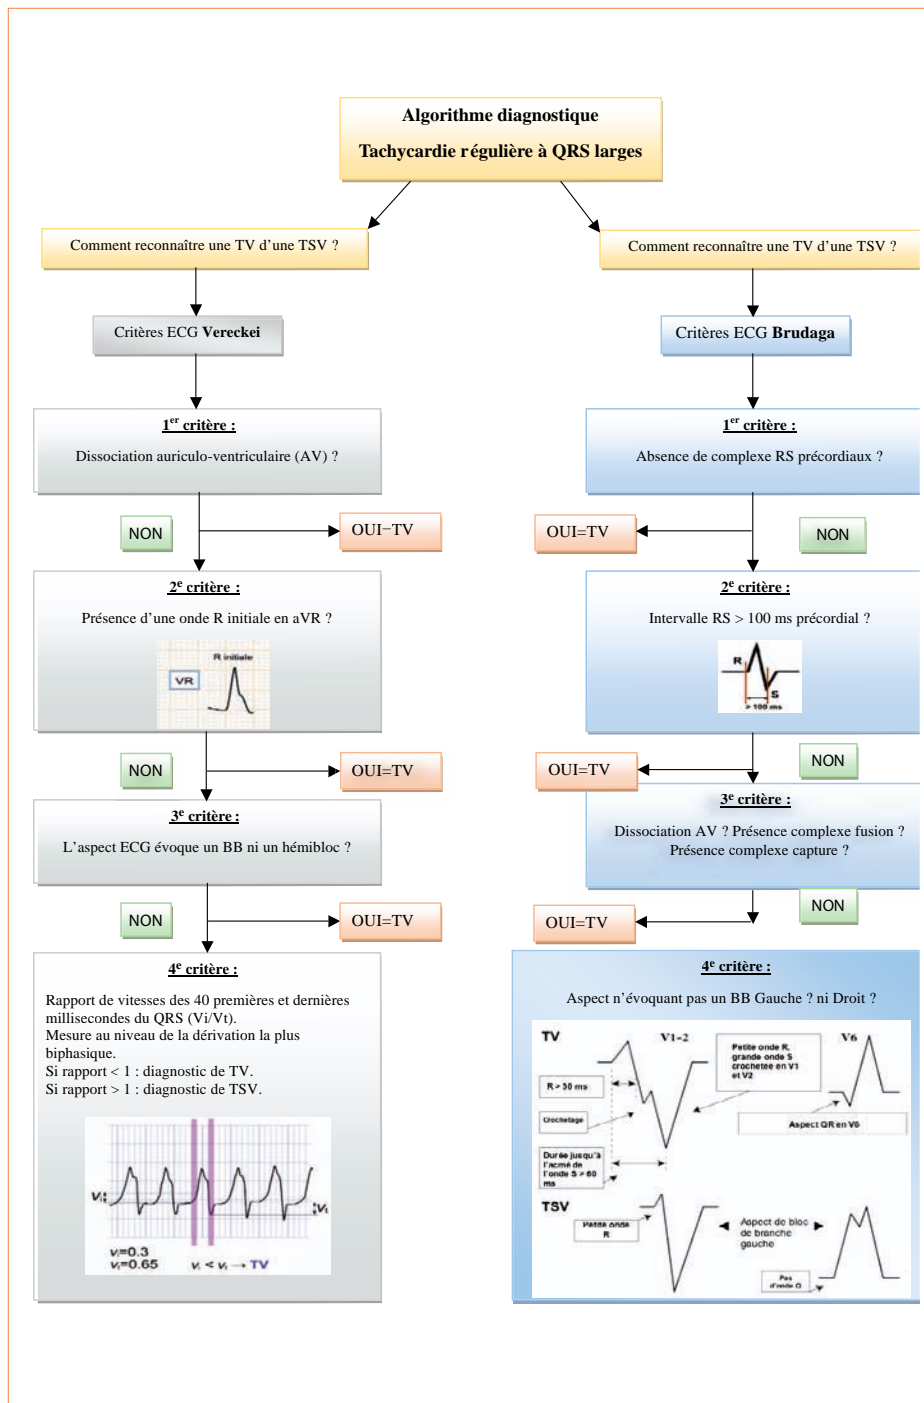 Algorithme diagnostique
Tachycardie régulière à QRS larges
Comment reconnaître une TV d'une TSV ?
Critères ECG Vereckei
1er critère :
Dissociation auriculo-ventriculaire (AV) ?
NON
OUI−TV
2e critère :
Présence d'une onde R initiale en aVR ?
R initiale
VR
NON
OUI=TV
3e critère :
L'aspect ECG évoque un BB ni un hémibloc ?
NON
OUI=TV
4e critère :
Rapport de vitesses des 40 premières et dernières
millisecondes du QRS (Vi/Vt).
Mesure au niveau de la dérivation la plus
biphasique.
Si rapport < 1 : diagnostic de TV.
Si rapport > 1 : diagnostic de TSV.
Vi
Vt
vi=0.3
vt=0.65
vi < vt → TV
Comment reconnaître une TV d'une TSV ?
Critères ECG Brudaga
1er critère :
Absence de complexe RS précordiaux ?
OUI=TV
NON
2e critère :
Intervalle RS > 100 ms précordial ?
R
S
> 100 ms
OUI=TV
NON
3e critère :
Dissociation AV ? Présence complexe fusion ?
Présence complexe capture ?
OUI=TV
NON
4e critère :
Aspect n'évoquant pas un BB Gauche ? ni Droit ?
TV
V1-2
V6
Petite onde R,
grande onde S
crochetée en V1
et V2
R > 30 ms
Crochetage
Aspect QR en V6
Durée jusqu'à
l'acmé de
l'onde S > 60
ms
TSV
Petite onde
R
Aspect de bloc
de branche
gauche
Pas
d'onde Q